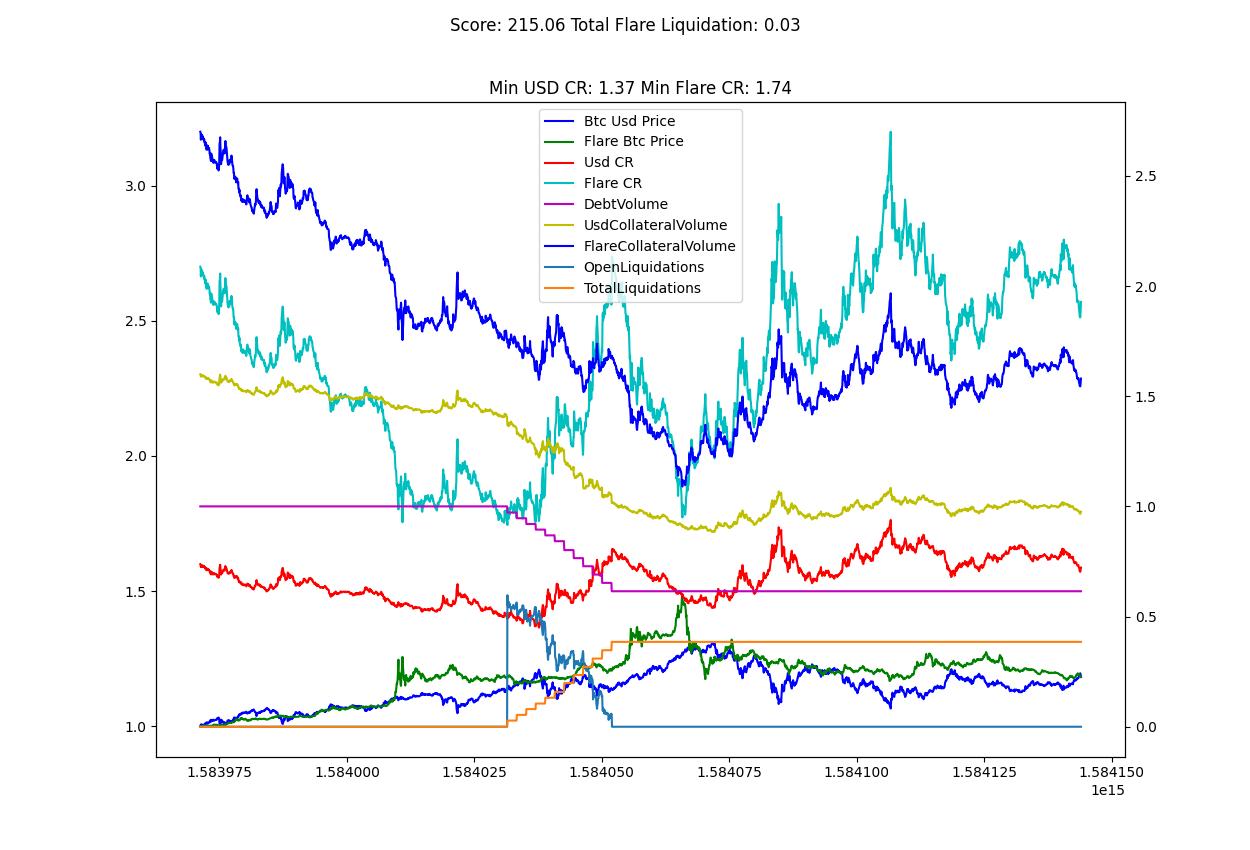 Score: 215.06 Total Flare Liquidation: 0.03
Min USD CR: 1.37 Min Flare CR: 1.74
Btc Usd Price
Flare Btc Price
Usd CR
Flare CR
DebtVolume
UsdCollateralVolume
FlareCollateralVolume
OpenLiquidations
TotalLiquidations
3.0
2.5
2.0
1.5
1.0
2.5
2.0
1.5
1.0
0.5
0.0
1.583975 1.584000 1.584025 1.584050 1.584075 1.584100 1.584125 1.584150
1e15